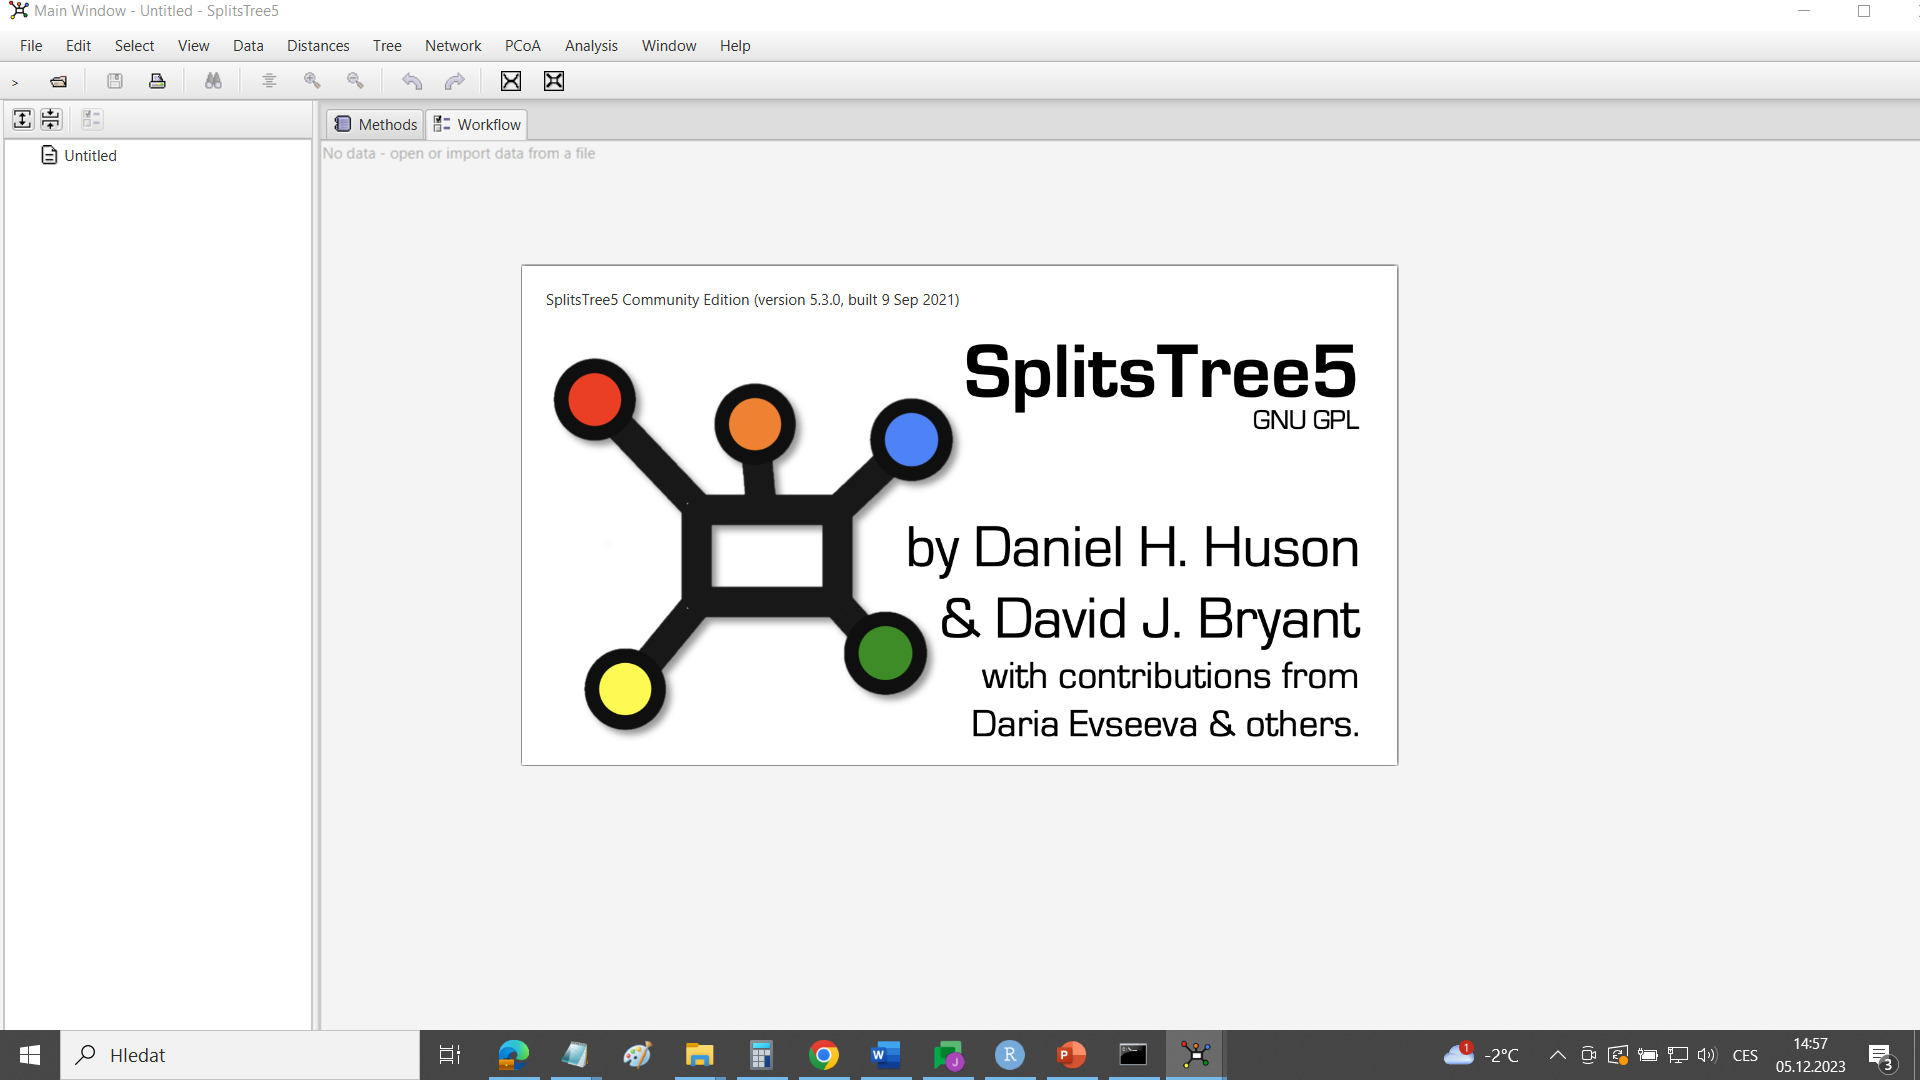 Main Window - Untitled - SplitsTree5
File Edit Select View Data Distances Tree Network PCoA Analysis Window Help
>
Methods Workflow
Untitled
No data - open or import data from a file
SplitsTree5 Community Edition (version 5.3.0, built 9 Sep 2021)
SplitsTree5
GNU GPL
by Daniel H. Huson
& David J. Bryant
with contributions from
Daria Evseeva & others.
Hledat
W
J
R
P
1
-2°C
CES
14:57
05.12.2023
3